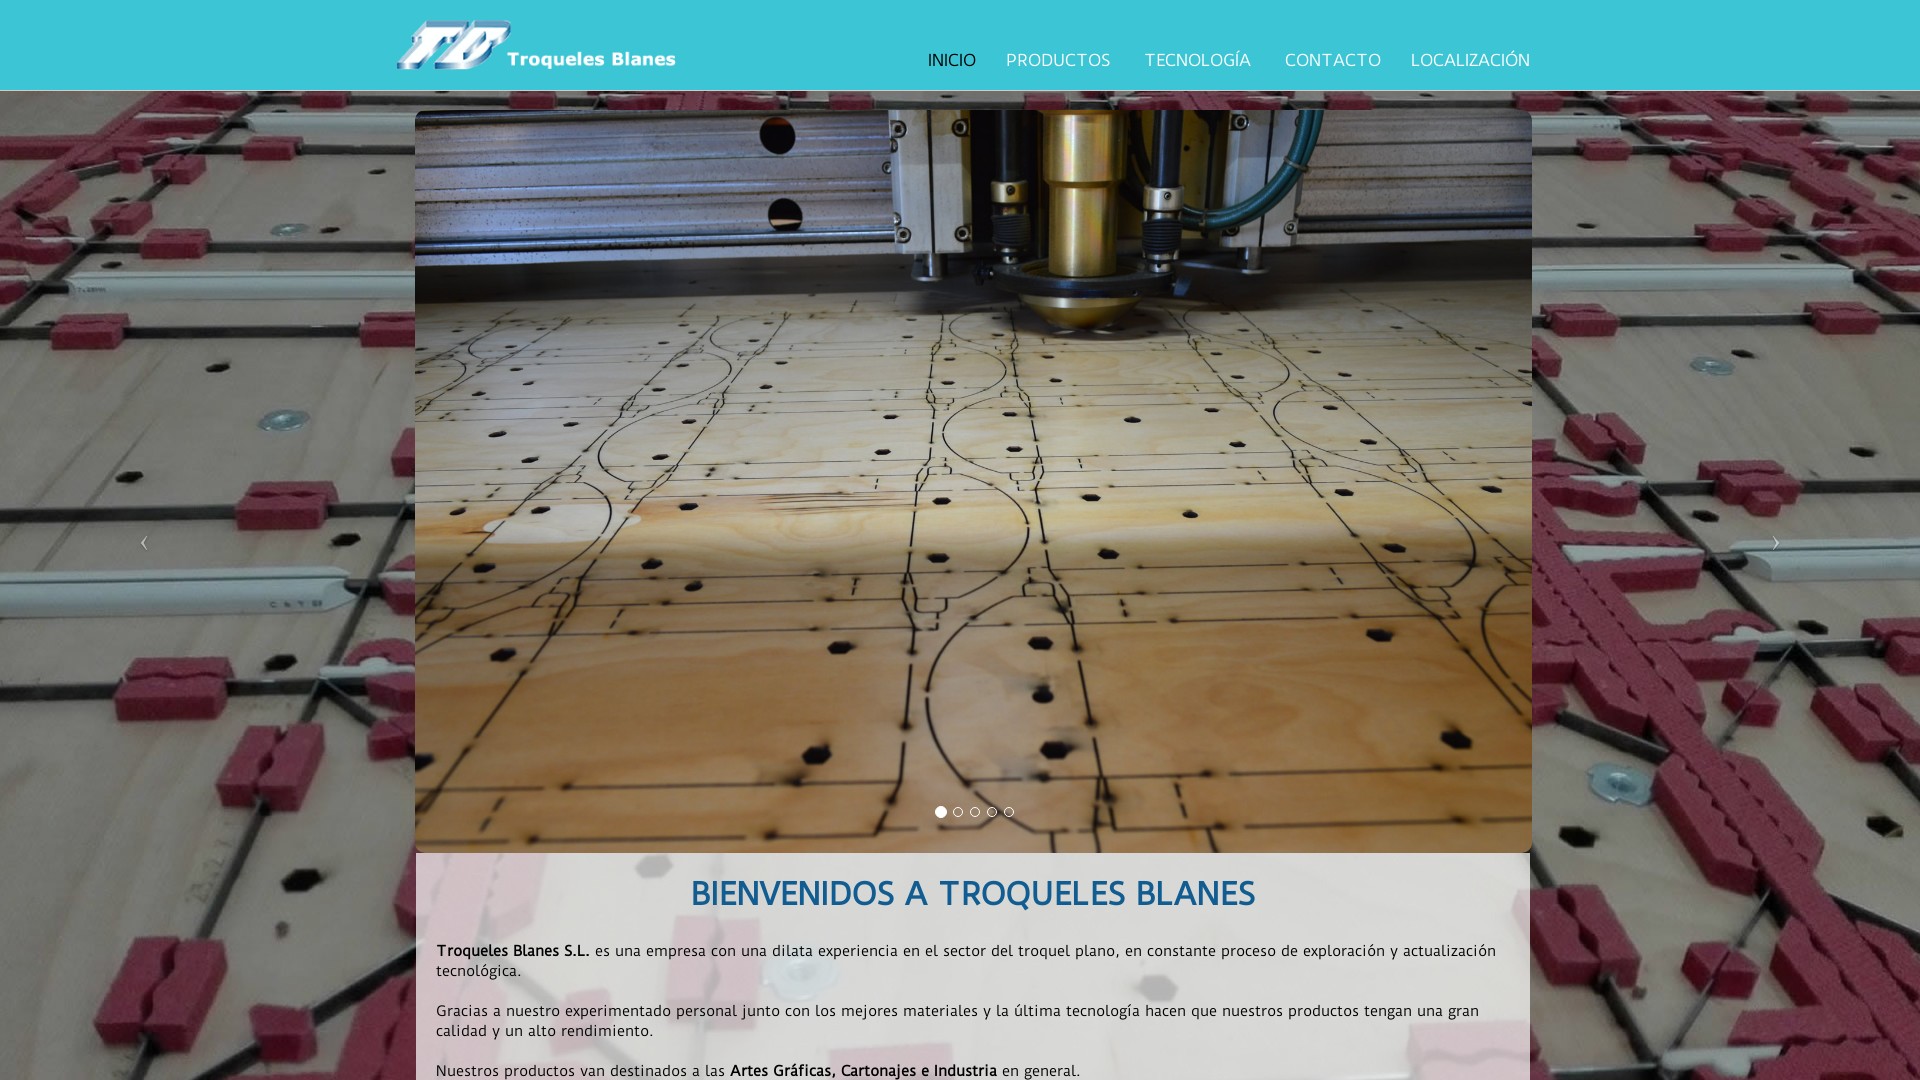 Troqueles Blanes
INICIO PRODUCTOS TECNOLOGÍA CONTACTO LOCALIZACIÓN
BIENVENIDOS A TROQUELES BLANES
Troqueles Blanes S.L. es una empresa con una dilata experiencia en el sector del troquel plano, en constante proceso de exploración y actualización
tecnológica.
Gracias a nuestro experimentado personal junto con los mejores materiales y la última tecnología hacen que nuestros productos tengan una gran
calidad y un alto rendimiento.
Nuestros productos van destinados a las Artes Gráficas, Cartonajes e Industria en general.